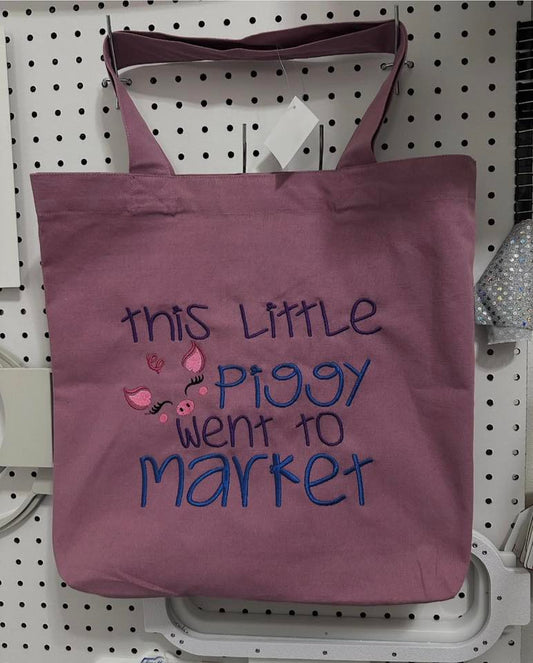 this Little
piggy
went to
market